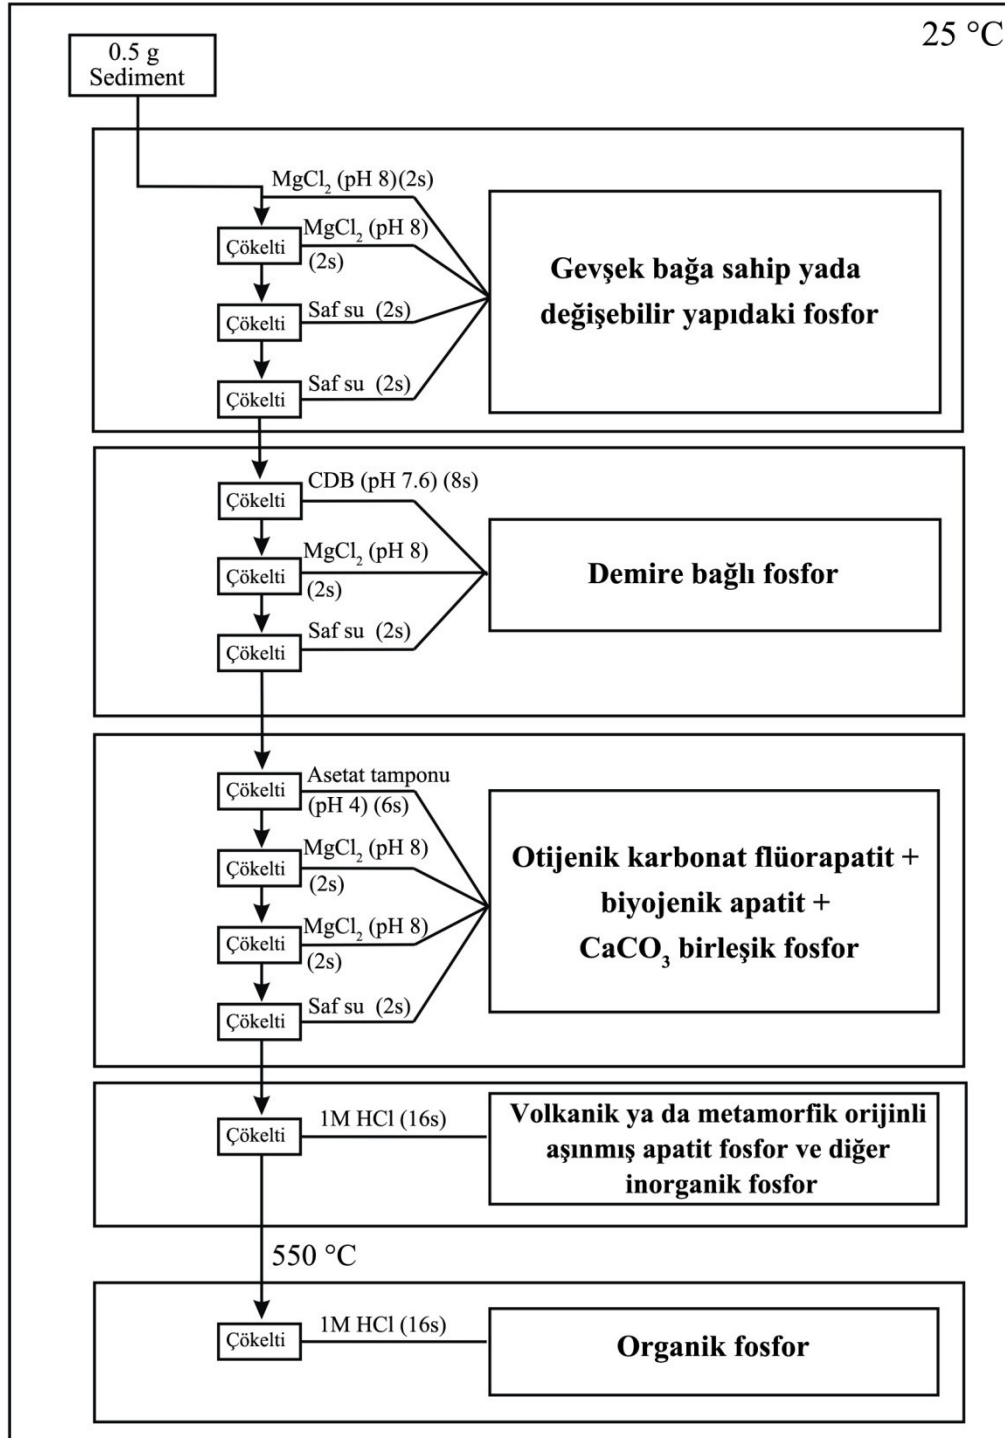 25 °C
0.5 g
Sediment
MgCl₂ (pH 8)(2s)
MgCl₂ (pH 8)
Çökelti
(2s)
Saf su (2s)
Çökelti
Saf su (2s)
Çökelti
Gevşek bağa sahip yada
değişebilir yapıdaki fosfor
CDB (pH 7.6) (8s)
Çökelti
MgCl₂ (pH 8)
Çökelti
(2s)
Saf su (2s)
Çökelti
Demire bağlı fosfor
Asetat tamponu
Çökelti
(pH 4) (6s)
MgCl₂ (pH 8)
Çökelti
(2s)
MgCl₂ (pH 8)
Çökelti
(2s)
Saf su (2s)
Çökelti
Otijenik karbonat flüorapatit +
biyojenik apatit +
CaCO₃ birleşik fosfor
1M HCl (16s)
Çökelti
Volkanik ya da metamorfik orijinli
aşınmış apatit fosfor ve diğer
inorganik fosfor
550 °C
1M HCl (16s)
Çökelti
Organik fosfor